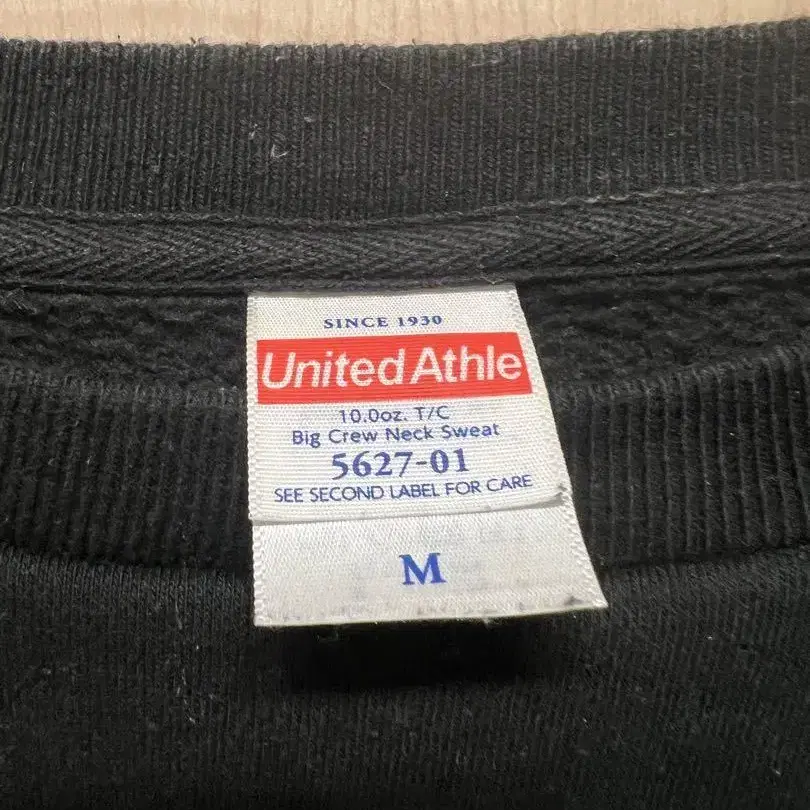 SINCE 1930
United Athle
10.0oz. T/C
Big Crew Neck Sweat
5627-01
SEE SECOND LABEL FOR CARE
M